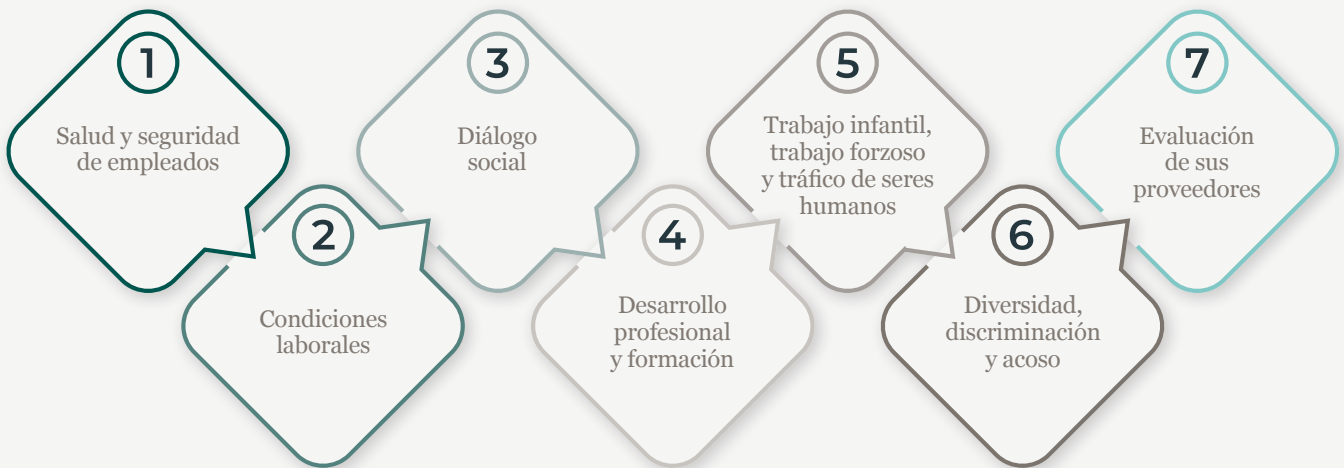 1
Salud y seguridad
de empleados
2
Condiciones
laborales
3
Diálogo
social
4
Desarrollo
profesional
y formación
5
Trabajo infantil,
trabajo forzoso
y tráfico de seres
humanos
6
Diversidad,
discriminación
y acoso
7
Evaluación
de sus
proveedores